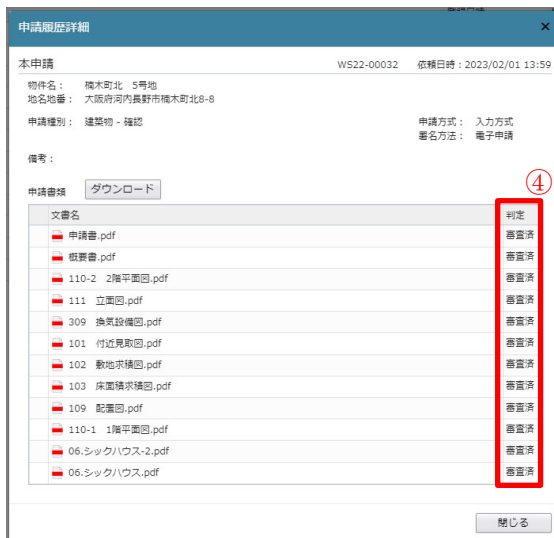 申請履歴詳細 ×
本申請 WS22-00032 依頼日時：2023/02/01 13:59
物件名： 楠木町北 5号地
地名地番： 大阪府河内長野市楠木町北8-8
申請種別： 建築物 - 確認 申請方式： 入力方式
署名方法： 電子申請
備考：
④
申請書類 ダウンロード
文書名 判定
申請書.pdf 審査済
概要書.pdf 審査済
110-2 2階平面図.pdf 審査済
111 立面図.pdf 審査済
309 換気設備図.pdf 審査済
101 付近見取図.pdf 審査済
102 敷地求積図.pdf 審査済
103 床面積求積図.pdf 審査済
109 配置図.pdf 審査済
110-1 1階平面図.pdf 審査済
06.シックハウス-2.pdf 審査済
06.シックハウス.pdf 審査済
閉じる